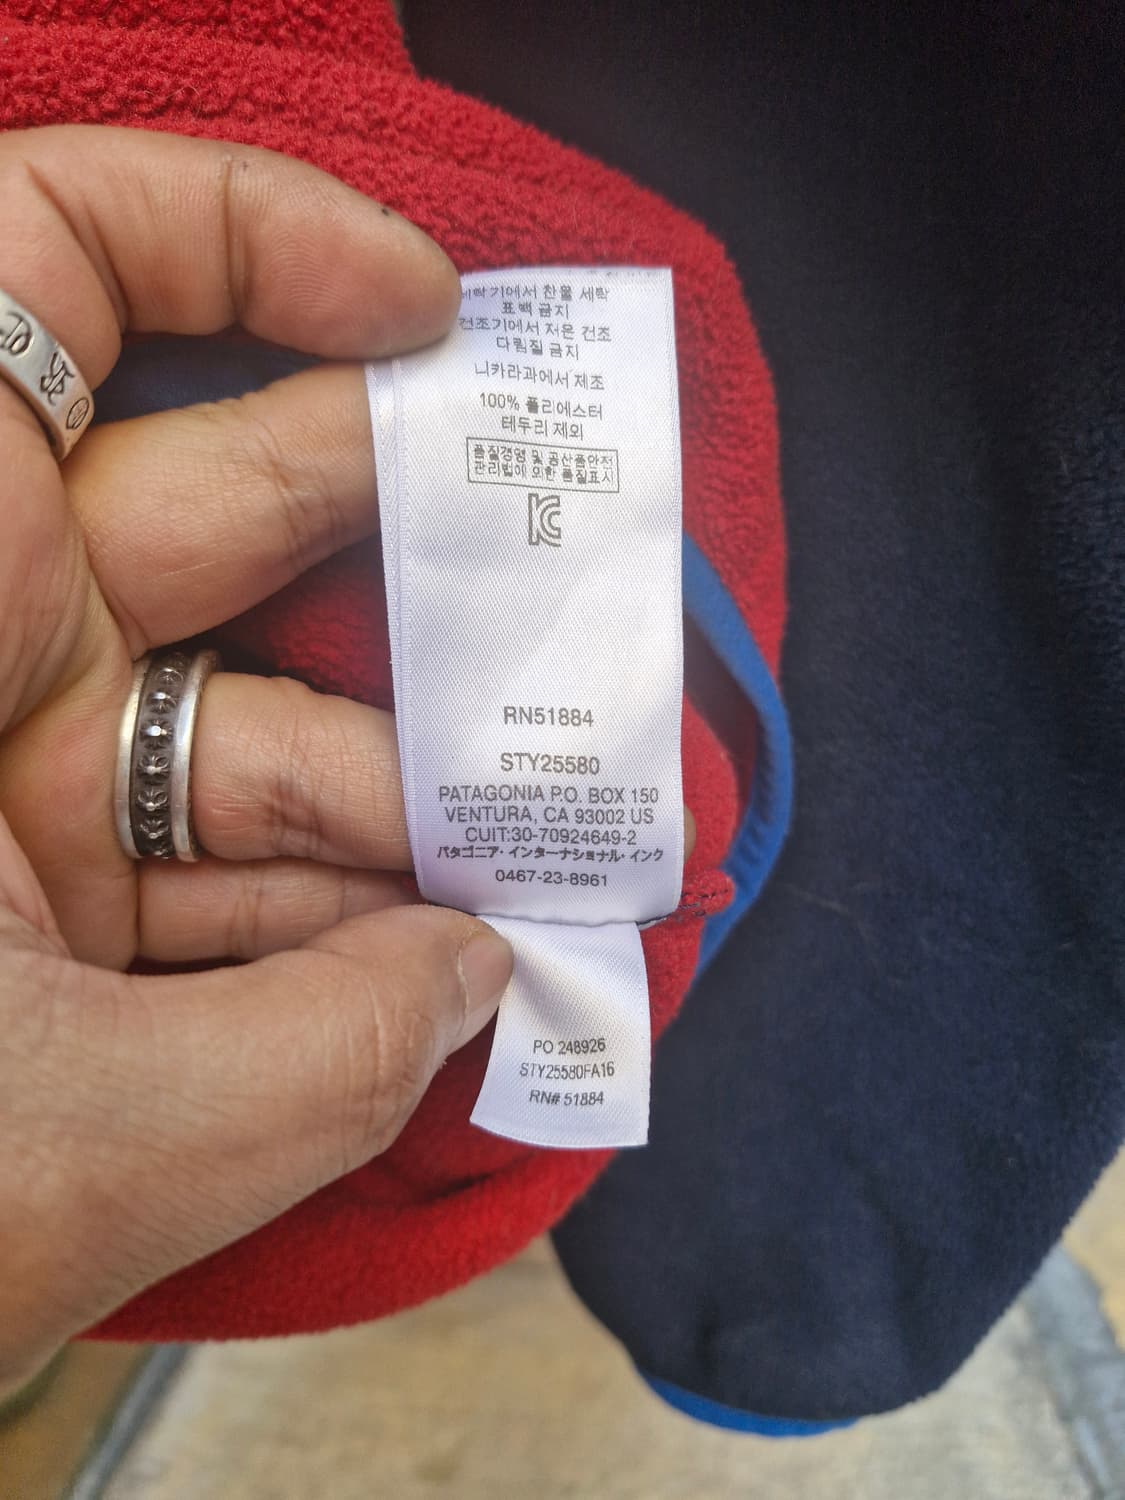 세탁기에서 찬물 세탁
표백 금지
건조기에서 저온 건조
다림질 금지
니카라과에서 제조
100% 폴리에스터
테두리 제외
품질경영 및 공산품안전
관리법에 의한 품질표시
RN51884
STY25580
PATAGONIA P.O. BOX 150
VENTURA, CA 93002 US
CUIT:30-70924649-2
パタゴニア・インターナショナル・インク
0467-23-8961
PO 248926
STY25580FA16
RN# 51884